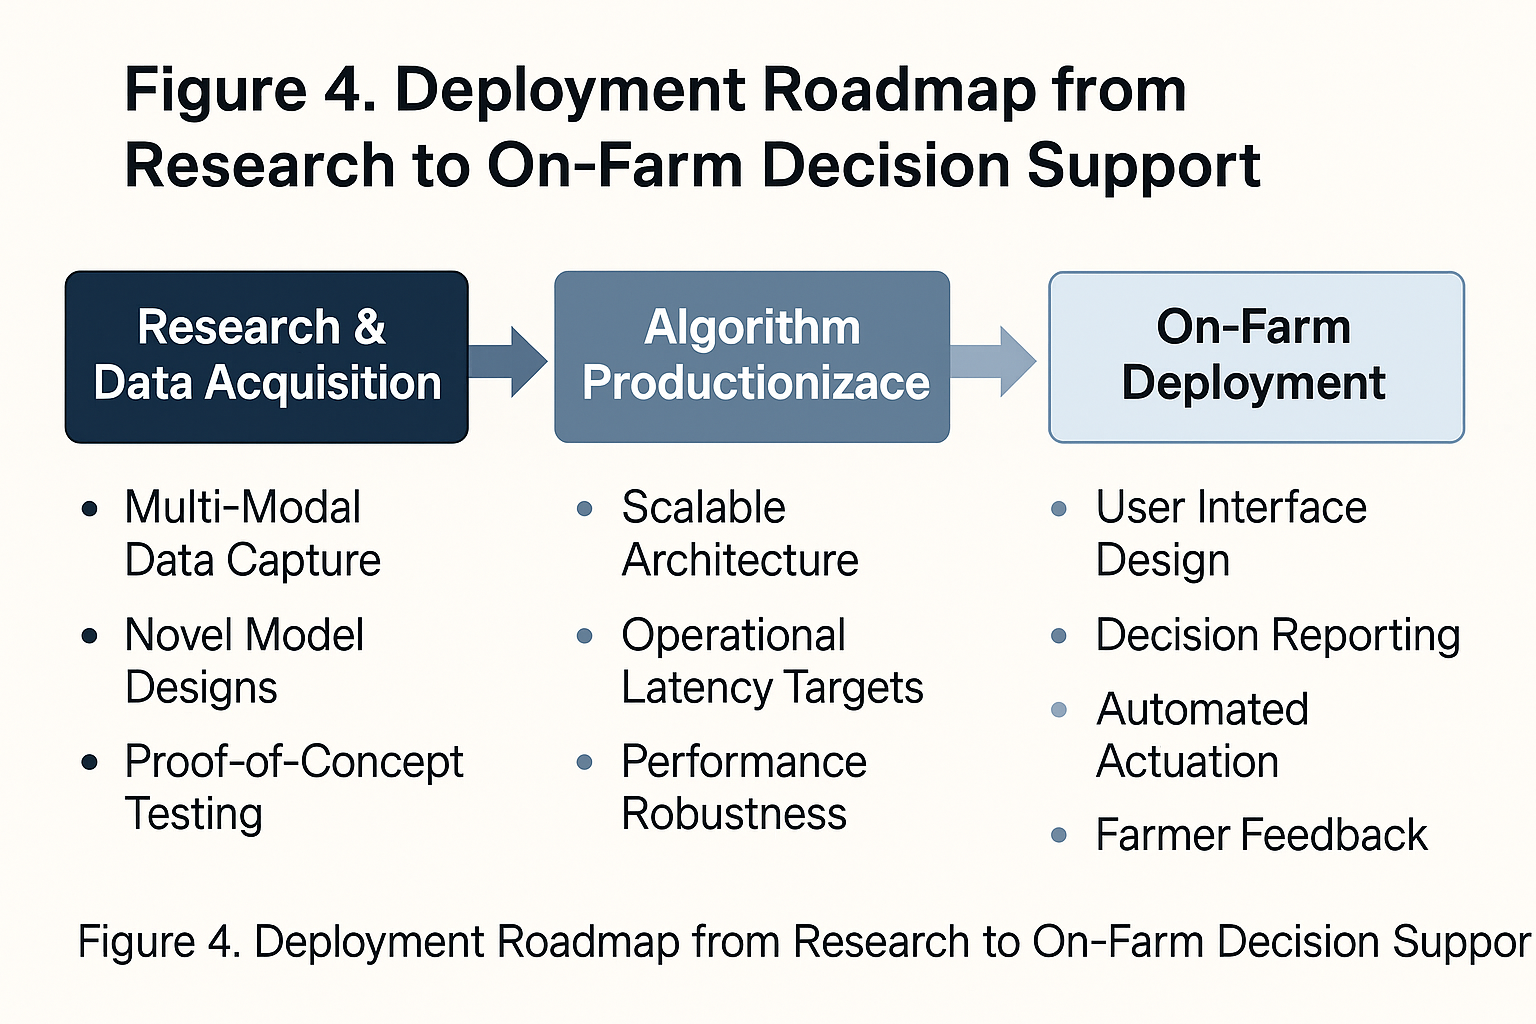 Figure 4. Deployment Roadmap from
Research to On-Farm Decision Support
Research &
Data Acquisition
Algorithm
Productionizace
On-Farm
Deployment
• Multi-Modal
Data Capture
• Novel Model
Designs
• Proof-of-Concept
Testing
• Scalable
Architecture
• Operational
Latency Targets
• Performance
Robustness
• User Interface
Design
• Decision Reporting
• Automated
Actuation
• Farmer Feedback
Figure 4. Deployment Roadmap from Research to On-Farm Decision Suppor